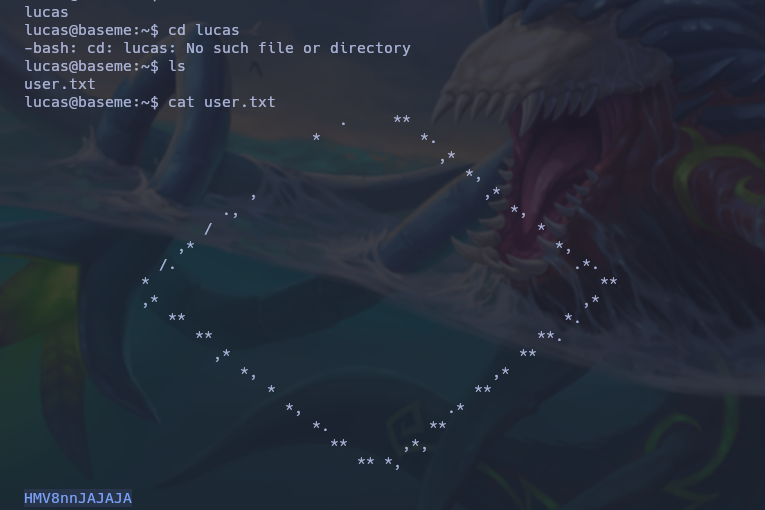 lucas
lucas@baseme:~$ cd lucas
-bash: cd: lucas: No such file or directory
lucas@baseme:~$ ls
user.txt
lucas@baseme:~$ cat user.txt
. **
* *.
,*
*,
, ,*
., *,
/ *
,* *,
/. .*.
* **
,* ,*
** *.
** **.
,* **
*, ,*
* **
*, .*
*. **
** ,*,
** *,
HMV8nnJAJAJA